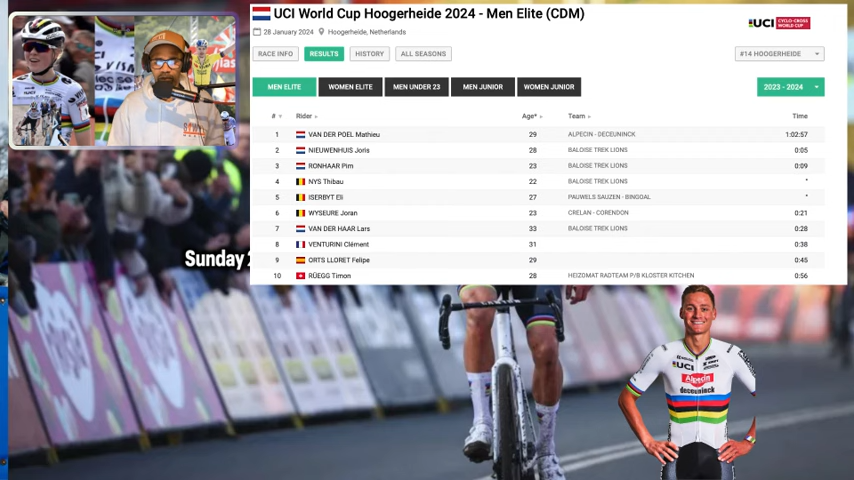 UCI World Cup Hoogerheide 2024 - Men Elite (CDM)
28 January 2024 Hoogerheide, Netherlands
UCI CYCLO-CROSS WORLD CUP
RACE INFO RESULTS HISTORY ALL SEASONS #14 HOOGERHEIDE
MEN ELITE WOMEN ELITE MEN UNDER 23 MEN JUNIOR WOMEN JUNIOR 2023 - 2024
# Rider Age* Team Time
1 VAN DER POEL Mathieu 29 ALPECIN - DECEUNINCK 1:02:57
2 NIEUWENHUIS Joris 28 BALOISE TREK LIONS 0:05
3 RONHAAR Pim 23 BALOISE TREK LIONS 0:09
4 NYS Thibau 22 BALOISE TREK LIONS "
5 ISERBYT Eli 27 PAUWELS SAUZEN - BINGOAL "
6 WYSEURE Joran 23 CRELAN - CORENDON 0:21
7 VAN DER HAAR Lars 33 BALOISE TREK LIONS 0:28
8 VENTURINI Clément 31 0:38
9 ORTS LLORET Felipe 29 0:45
10 RÜEGG Timon 28 HEIZOMAT RADTEAM P/B KLOSTER KITCHEN 0:56
Sunday
UCI
Alpecin
deceuninck